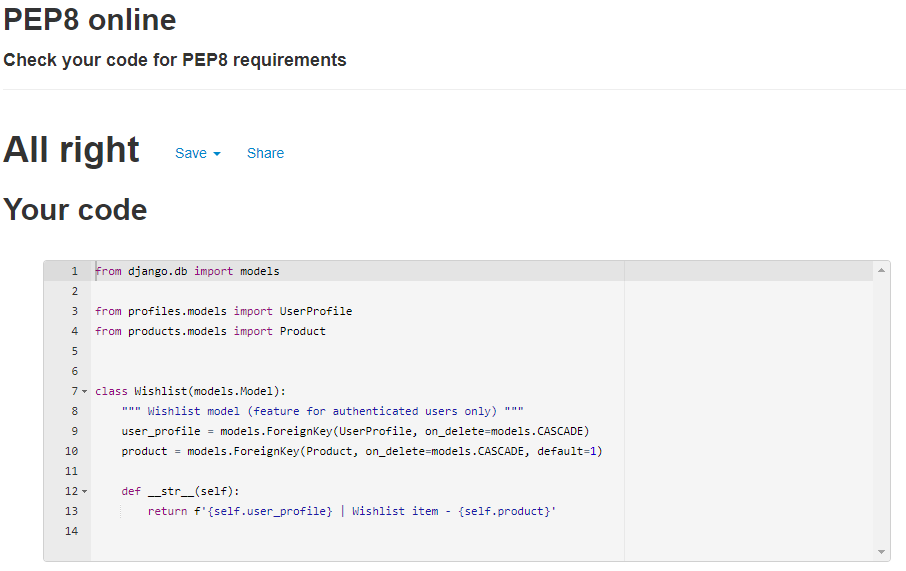 PEP8 online
Check your code for PEP8 requirements
All right Save Share
Your code
1 from django.db import models
2
3 from profiles.models import UserProfile
4 from products.models import Product
5
6
7 class Wishlist(models.Model):
8     """ Wishlist model (feature for authenticated users only) """
9     user_profile = models.ForeignKey(UserProfile, on_delete=models.CASCADE)
10     product = models.ForeignKey(Product, on_delete=models.CASCADE, default=1)
11
12     def __str__(self):
13         return f'{self.user_profile} | Wishlist item - {self.product}'
14